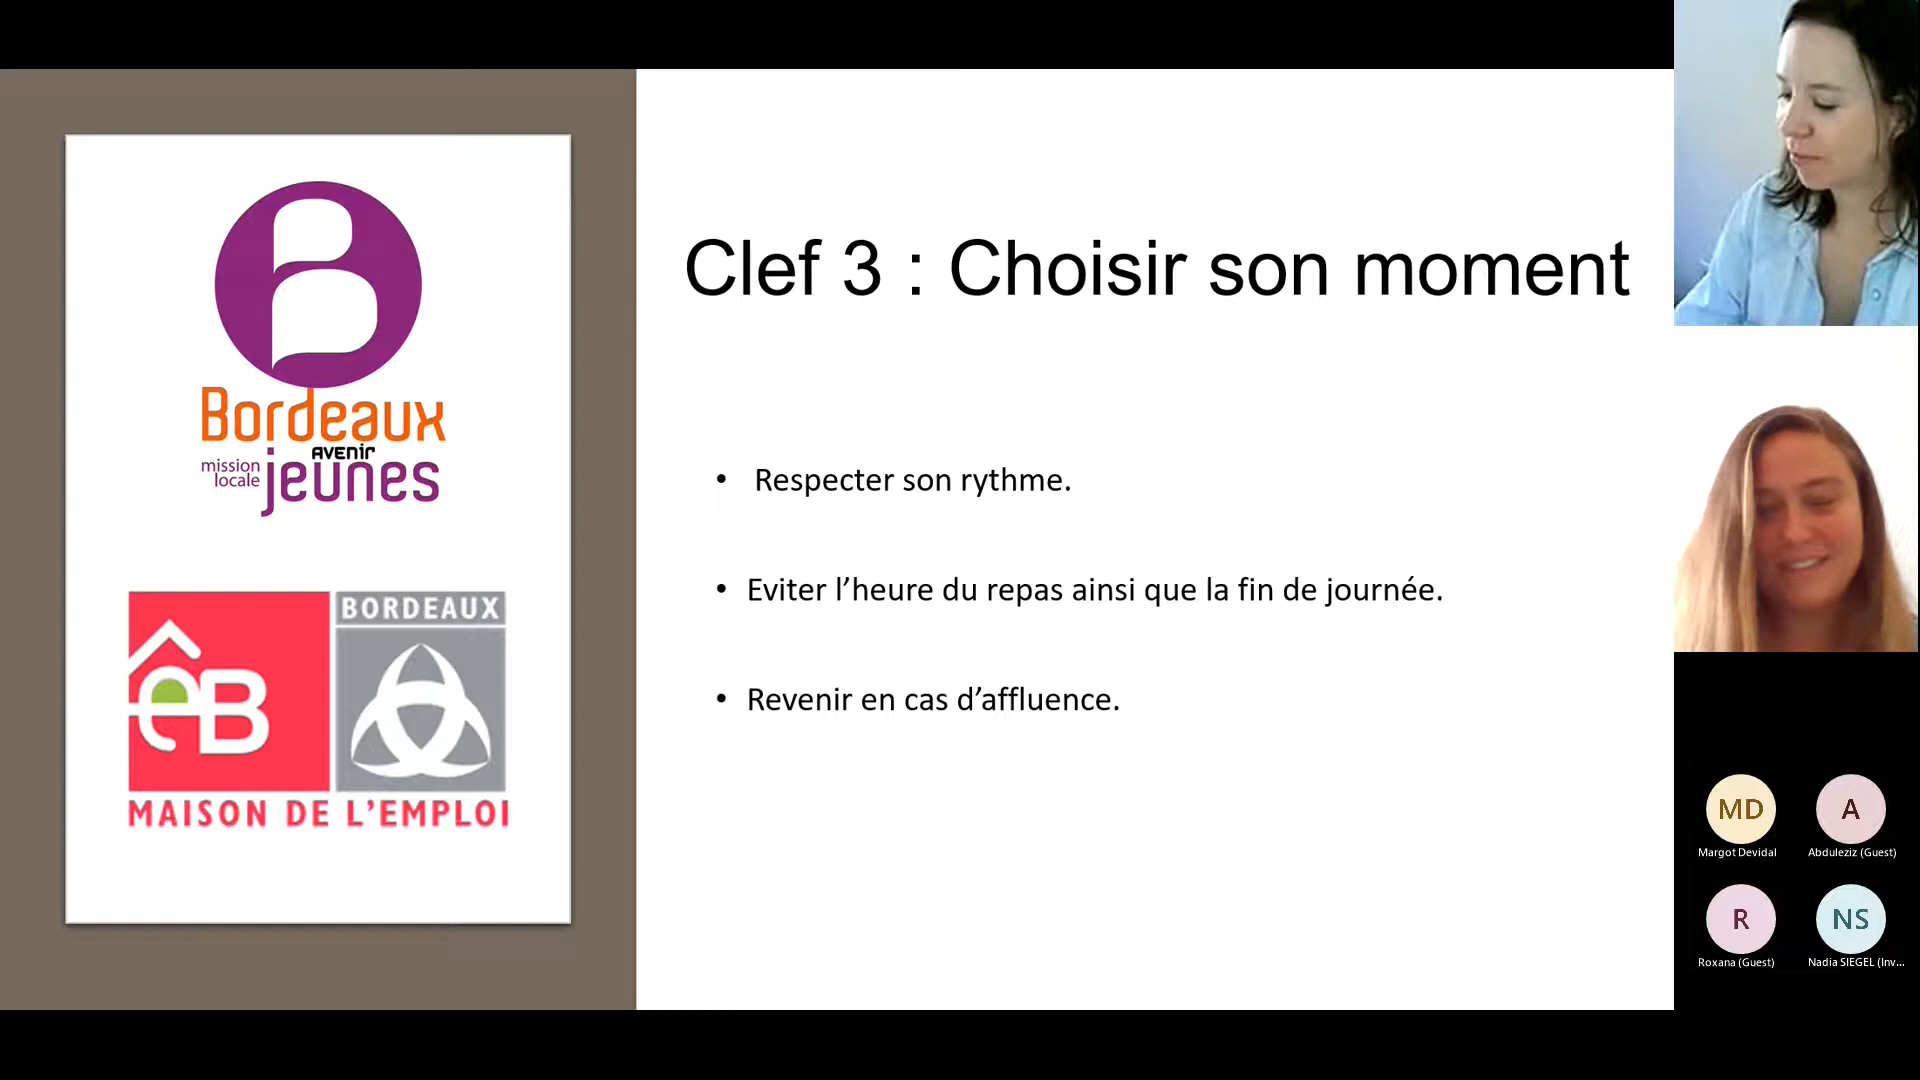 Bordeaux
AVENIR
mission
locale
jeunes
BORDEAUX
êB
MAISON DE L'EMPLOI
Clef 3 : Choisir son moment
• Respecter son rythme.
• Eviter l’heure du repas ainsi que la fin de journée.
• Revenir en cas d’affluence.
MD
A
Margot Devidal
Abduleziz (Guest)
R
NS
Roxana (Guest)
Nadia SIEGEL (Inv...